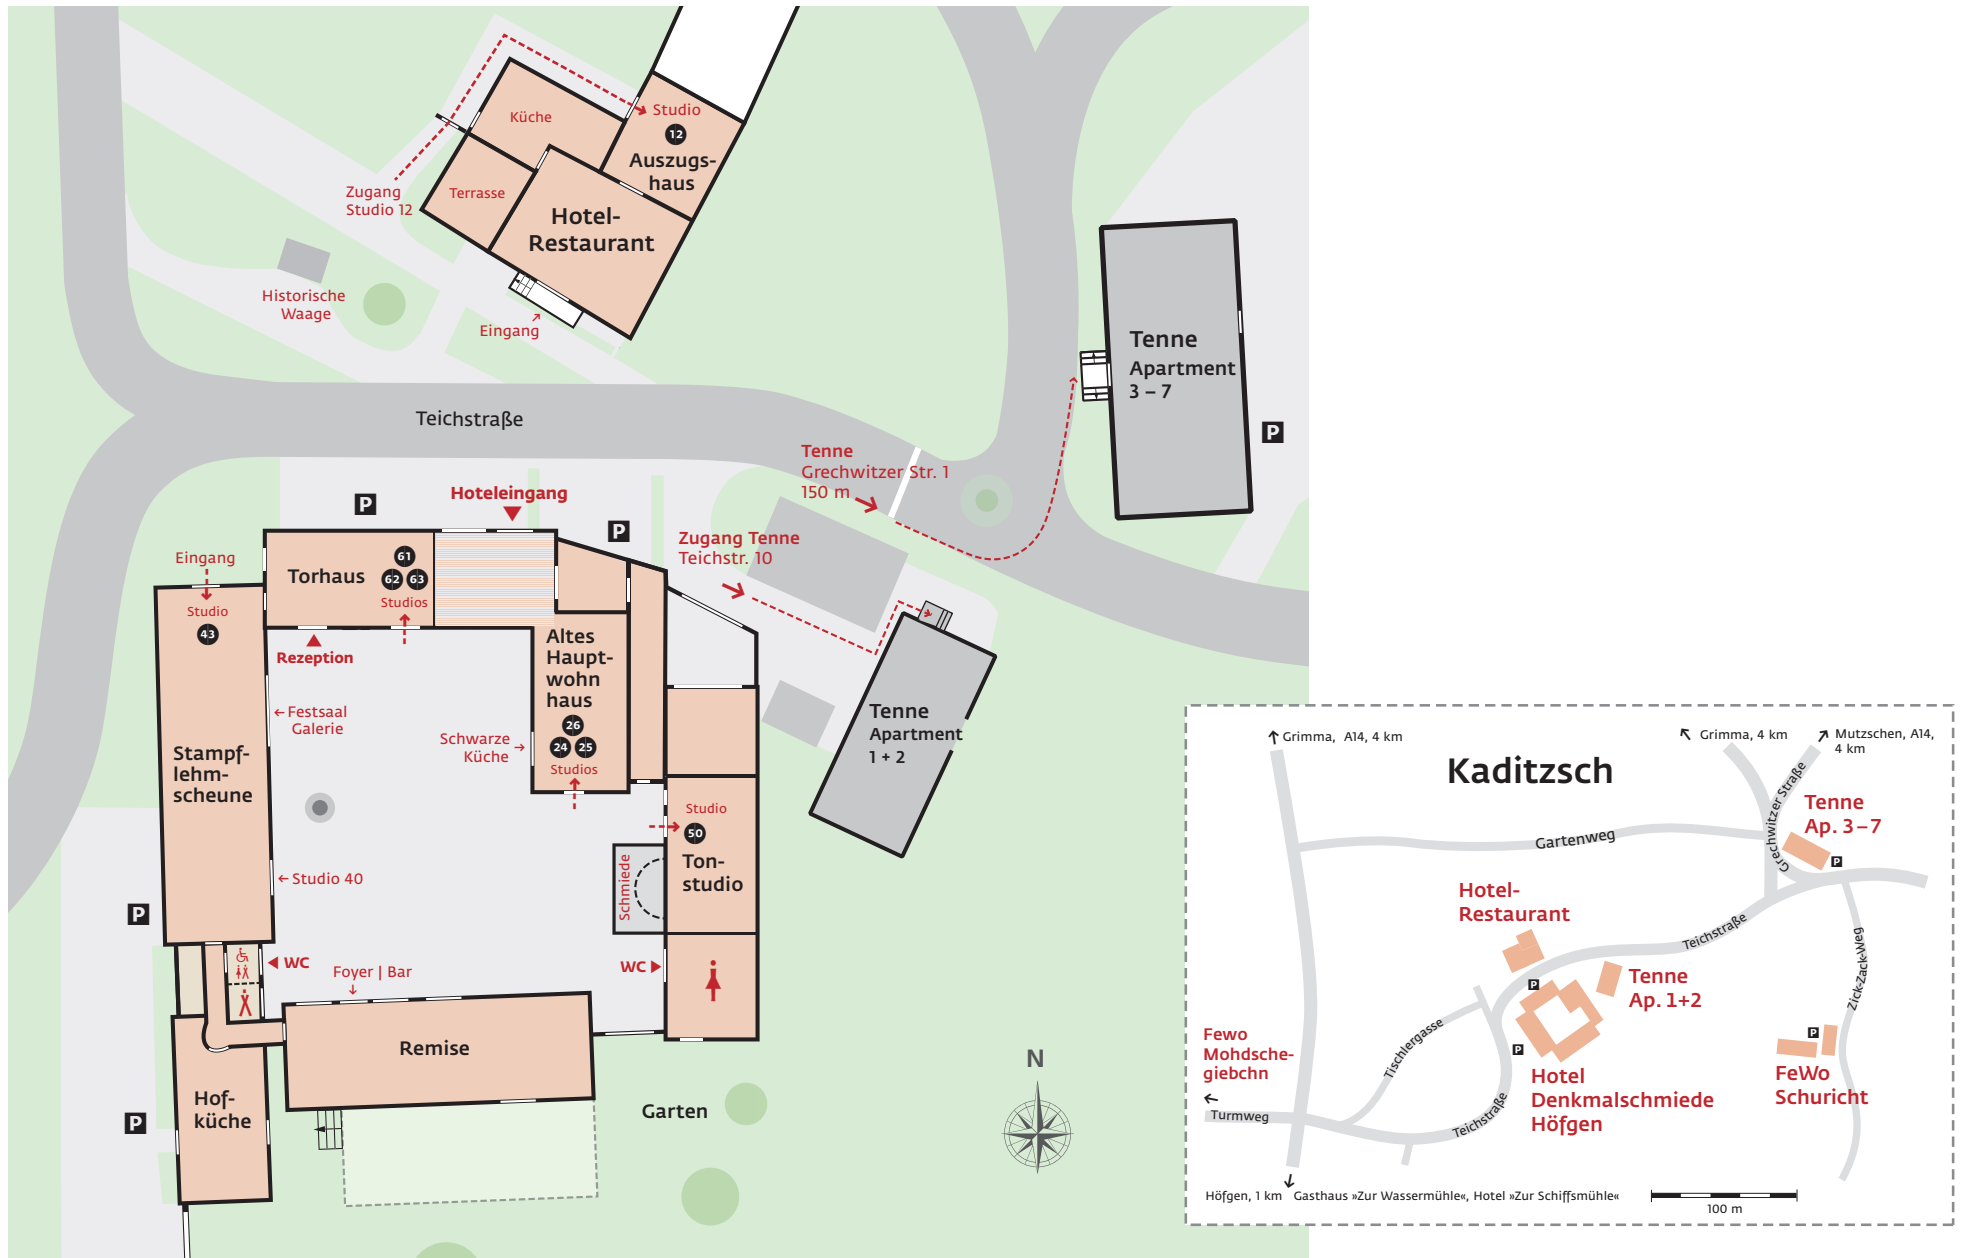 Küche
Studio
12
Auszugs-
haus
Zugang
Studio 12
Terrasse
Hotel-
Restaurant
Historische
Waage
Eingang
Tenne
Apartment
3 – 7
P
Teichstraße
Tenne
Grechwitzer Str. 1
150 m
P
Hoteleingang
P
Zugang Tenne
Teichstr. 10
Eingang
Studio
43
Torhaus
61
62 63
Studios
Rezeption
Altes
Haupt-
wohn
haus
26
24 25
Studios
Schwarze
Küche
← Festsaal
Galerie
Stampf-
lehm-
scheune
Tenne
Apartment
1 + 2
Studio
50
Ton-
studio
Schmiede
← Studio 40
P
WC
Foyer | Bar
WC
Remise
Hof-
küche
P
Garten
N
Kaditzsch
Grimma, A14, 4 km
Grimma, 4 km
Mutzschen, A14,
4 km
Grechwitzer Straße
Tenne
Ap. 3 – 7
P
Gartenweg
Hotel-
Restaurant
Teichstraße
Zick-Zack-Weg
Tenne
Ap. 1+2
P
P
Tischlergasse
Fewo
Mohdsche-
giebchn
Turmweg
Teichstraße
Hotel
Denkmalschmiede
Höfgen
P
FeWo
Schuricht
Höfgen, 1 km Gasthaus »Zur Wassermühle«, Hotel »Zur Schiffsmühle«
100 m